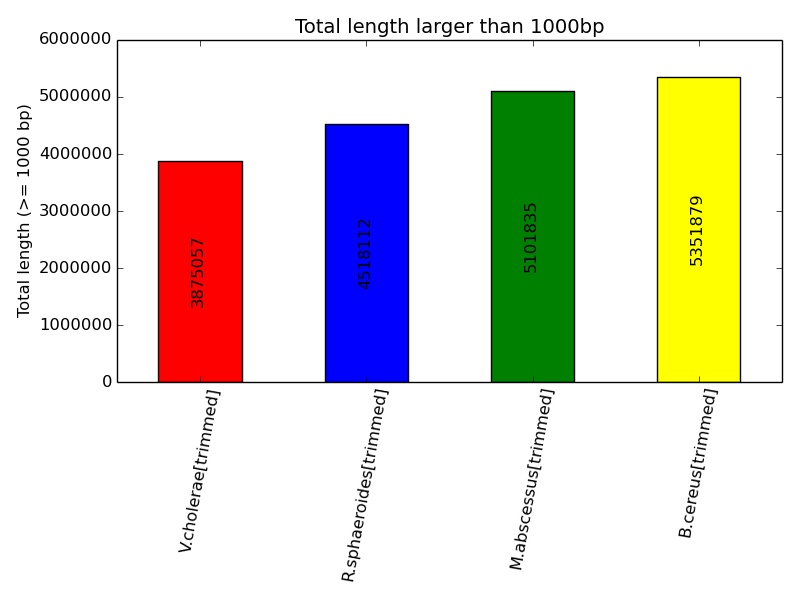 Total length larger than 1000bp
Total length (>= 1000 bp)
6000000
5000000
4000000
3000000
2000000
1000000
0
3875057
4518112
5101835
5351879
V.cholerae[trimmed]
R.sphaeroides[trimmed]
M.abscessus[trimmed]
B.cereus[trimmed]